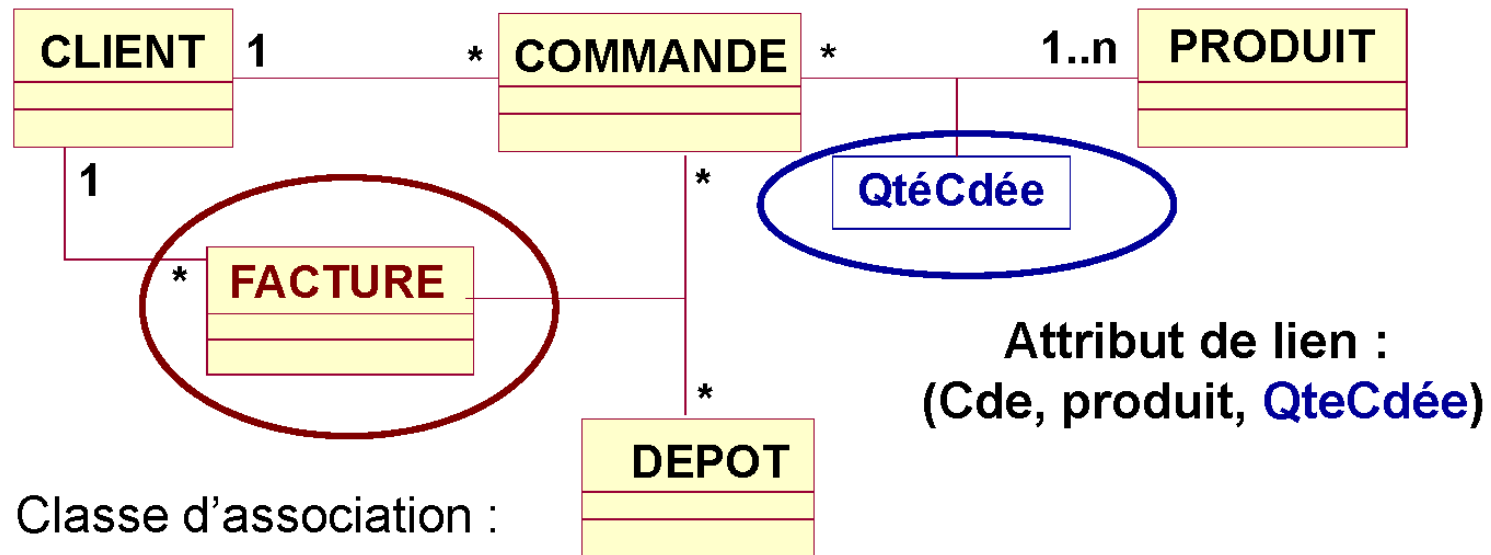 CLIENT 1 * COMMANDE * 1..n PRODUIT
1 * QtéCdée
* FACTURE
Attribut de lien :
* (Cde, produit, QteCdée)
DEPOT
Classe d’association :